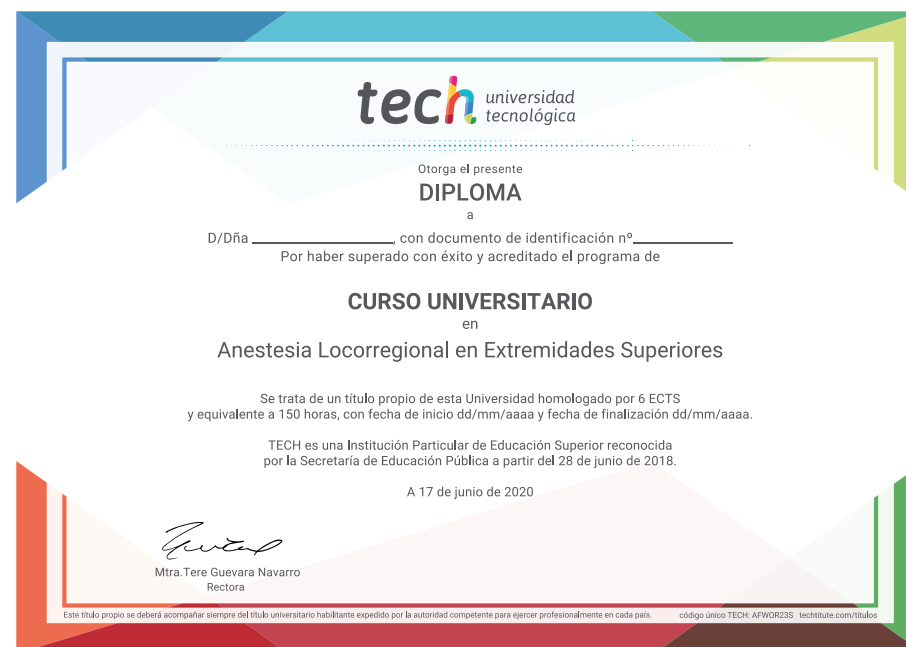 tech universidad
tecnológica
Otorga el presente
DIPLOMA
a
D/Dña ____________________, con documento de identificación nº______________
Por haber superado con éxito y acreditado el programa de
CURSO UNIVERSITARIO
en
Anestesia Locorregional en Extremidades Superiores
Se trata de un título propio de esta Universidad homologado por 6 ECTS
y equivalente a 150 horas, con fecha de inicio dd/mm/aaaa y fecha de finalización dd/mm/aaaa.
TECH es una Institución Particular de Educación Superior reconocida
por la Secretaría de Educación Pública a partir del 28 de junio de 2018.
A 17 de junio de 2020
Mtra.Tere Guevara Navarro
Rectora
Este título propio se deberá acompañar siempre del título universitario habilitante expedido por la autoridad competente para ejercer profesionalmente en cada país. código único TECH: AFWOR23S techtitute.com/titulos